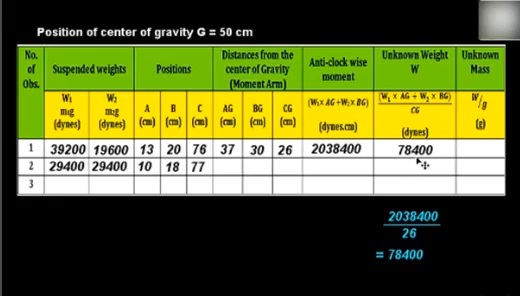 Position of center of gravity G = 50 cm
No. of Obs. Suspended weights Positions Distances from the center of Gravity (Moment Arm) Anti-clock wise moment Unknown Weight W Unknown Mass
W₁ m₁g (dynes) W₂ m₂g (dynes) A (cm) B (cm) C (cm) AG (cm) BG (cm) CG (cm) (W₁× AG +W₂× BG) (dynes.cm) (W₁ × AG + W₂ × BG)/CG (dynes) W/g (g)
1 39200 19600 13 20 76 37 30 26 2038400 78400
2 29400 29400 10 18 77
3
2038400
26
= 78400